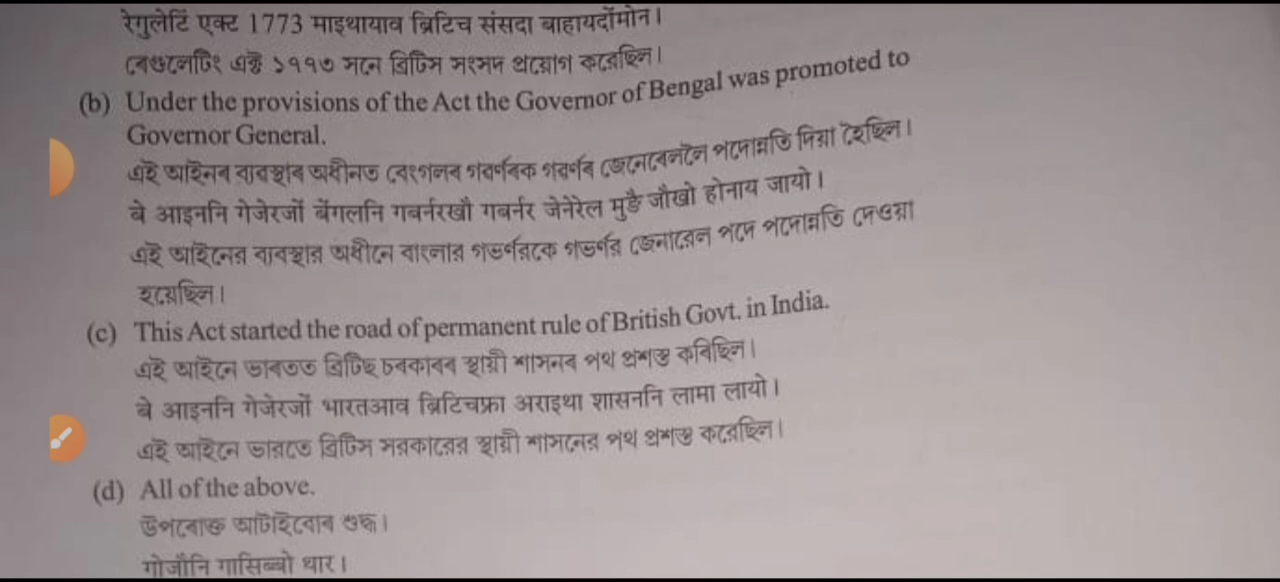 रेगुलेटिं एक्ट 1773 माइथायाव ब्रिटिच संसदा बाहायदोंमोन।
ৰেগুলেটিং এক্ট ১৭৭৩ সনে ব্রিটিস সংসদ প্রয়োগ করেছিল।
(b) Under the provisions of the Act the Governor of Bengal was promoted to
Governor General.
এই আইনৰ ব্যৱস্থাৰ অধীনত বেংগলৰ গৱৰ্ণৰক গৱৰ্ণৰ জেনেৰেললৈ পদোন্নতি দিয়া হৈছিল।
बे आइननि गेजेरजों बेंगलनि गबर्नरखौ गबर्नर जेनेरेल मुङै जौखो होनाय जायो।
এই আইনের ব্যবস্থার অধীনে বাংলার গভর্ণরকে গভর্ণর জেনারেল পদে পদোন্নতি দেওয়া
হয়েছিল।
(c) This Act started the road of permanent rule of British Govt. in India.
এই আইনে ভাৰতত ব্রিটিছ চৰকাৰৰ স্থায়ী শাসনৰ পথ প্রশস্ত কৰিছিল।
बे आइननि गेजेरजों भारतआव ब्रिटिचफ्रा अराइथा शासननि लामा लायो।
এই আইনে ভারতে ব্রিটিস সরকারের স্থায়ী শাসনের পথ প্রশস্ত করেছিল।
(d) All of the above.
উপৰোক্ত আটাইবোৰ শুদ্ধ।
गोजौनि गासिब्बो थार।